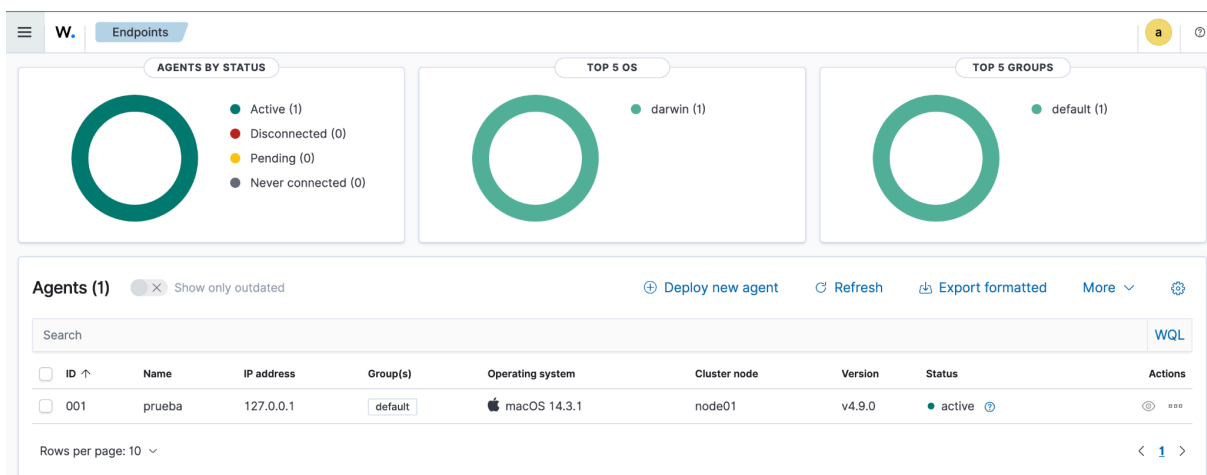 W. Endpoints a
AGENTS BY STATUS
Active (1)
Disconnected (0)
Pending (0)
Never connected (0)
TOP 5 OS
darwin (1)
TOP 5 GROUPS
default (1)
Agents (1) Show only outdated Deploy new agent Refresh Export formatted More
Search WQL
ID Name IP address Group(s) Operating system Cluster node Version Status Actions
001 prueba 127.0.0.1 default macOS 14.3.1 node01 v4.9.0 active
Rows per page: 10 1